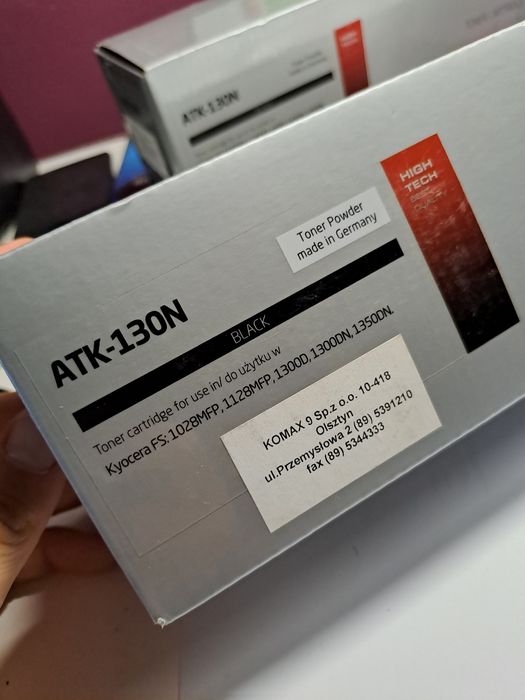 ATK-130N
HIGH
TECH
BEST
QUALITY
Toner Powder
made in Germany
ATK-130N
BLACK
Toner cartridge for use in/ do użytku w
Kyocera FS: 1028MFP, 1128MFP, 1300D, 1300DN, 1350DN.
KOMAX 9 Sp.z o.o. 10-418
Olsztyn
ul.Przemysłowa 2 (89) 5391210
fax (89) 5344333